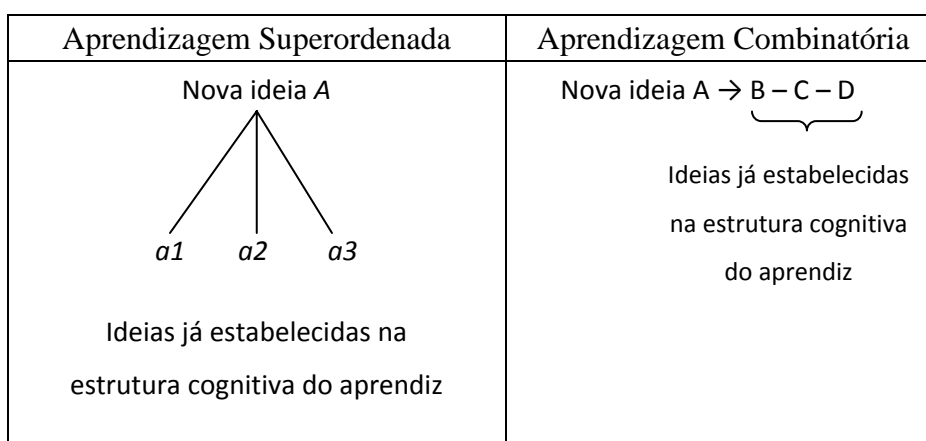 Aprendizagem Superordenada
Nova ideia A
a1 a2 a3
Ideias já estabelecidas na
estrutura cognitiva do aprendiz
Aprendizagem Combinatória
Nova ideia A → B – C – D
Ideias já estabelecidas
na estrutura cognitiva
do aprendiz